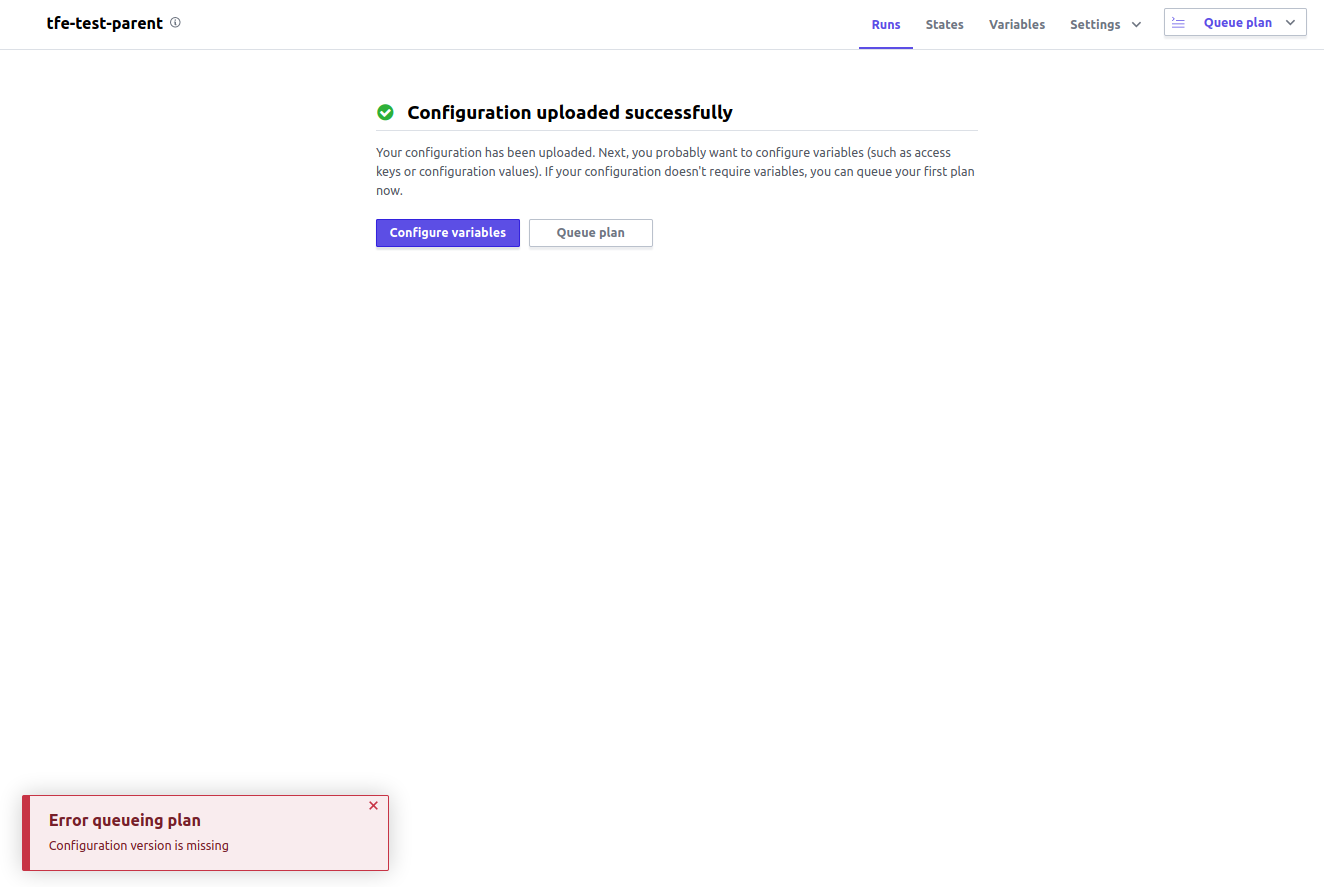 tfe-test-parent
Runs States Variables Settings Queue plan
Configuration uploaded successfully
Your configuration has been uploaded. Next, you probably want to configure variables (such as access
keys or configuration values). If your configuration doesn't require variables, you can queue your first plan
now.
Configure variables Queue plan
Error queueing plan
Configuration version is missing